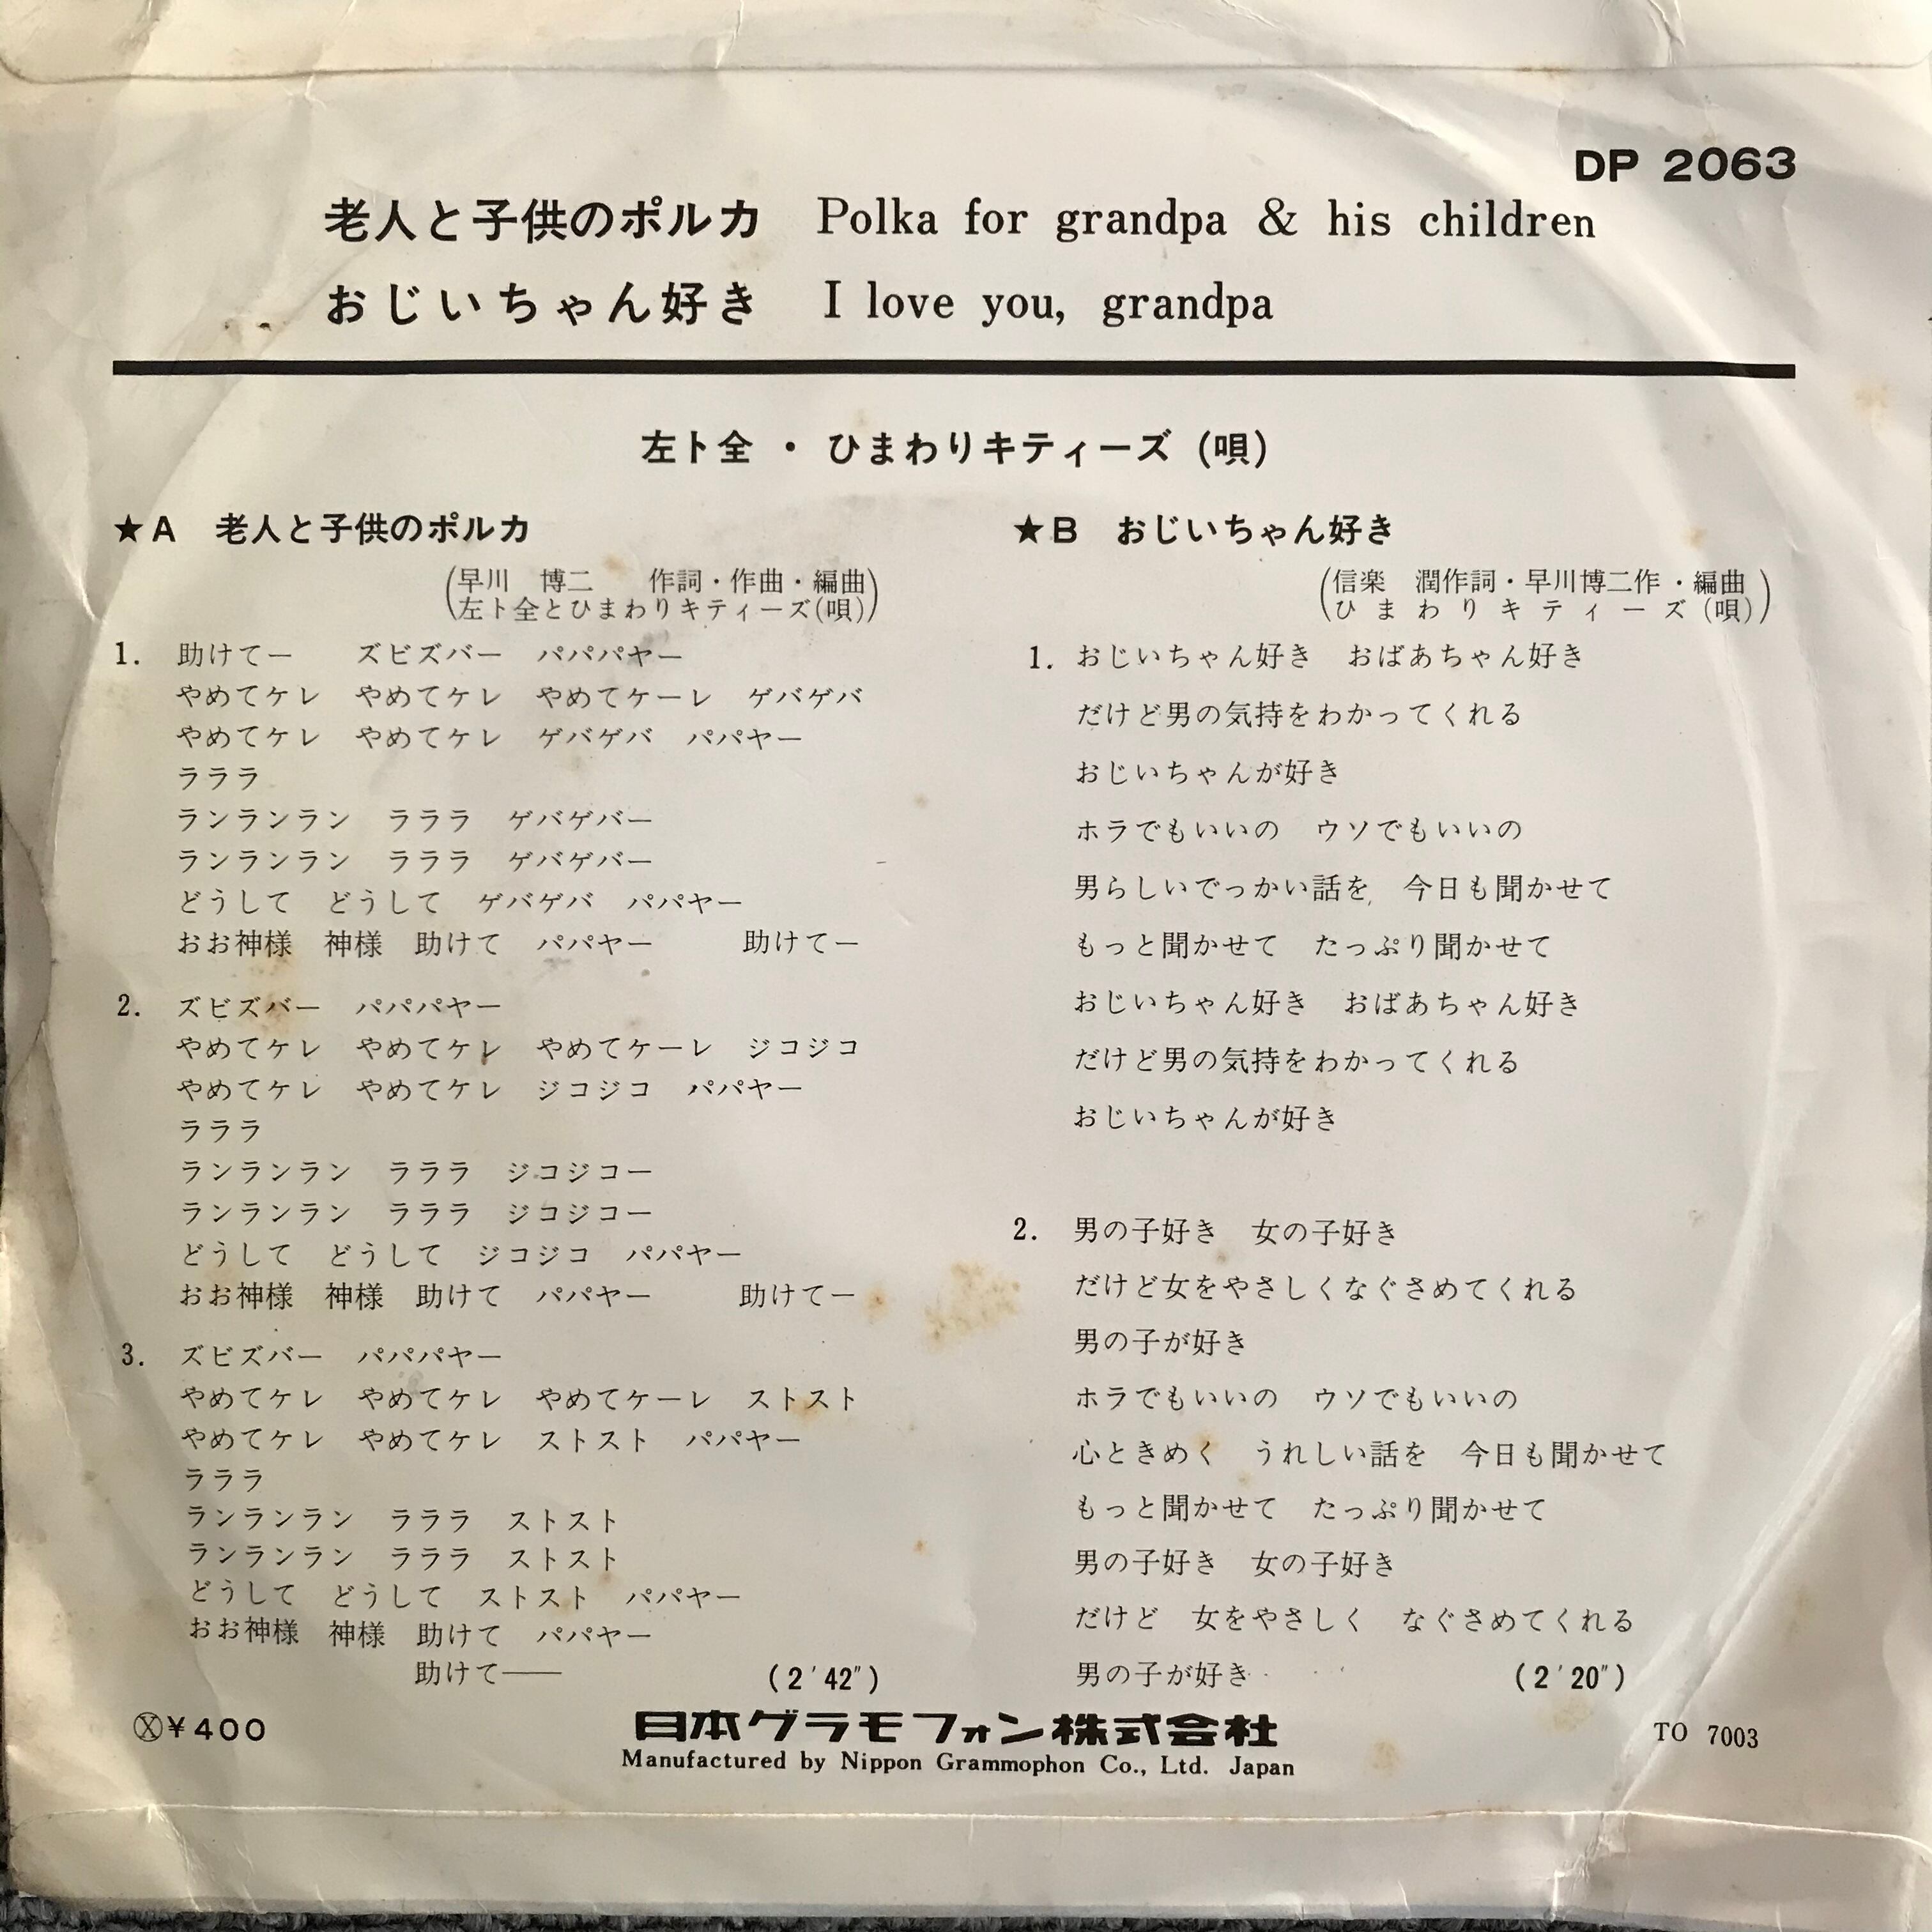 DP 2063
老人と子供のポルカ Polka for grandpa & his children
おじいちゃん好き I love you, grandpa
左卜全・ひまわりキティーズ (唄)
★A 老人と子供のポルカ
(早川 博二 作詞・作曲・編曲
左卜全とひまわりキティーズ(唄))
1. 助けてー ズビズバー パパパヤー
やめてケレ やめてケレ やめてケーレ ゲバゲバ
やめてケレ やめてケレ ゲバゲバ パパヤー
ラララ
ランランラン ラララ ゲバゲバー
ランランラン ラララ ゲバゲバー
どうして どうして ゲバゲバ パパヤー
おお神様 神様 助けて パパヤー 助けてー
2. ズビズバー パパパヤー
やめてケレ やめてケレ やめてケーレ ジコジコ
やめてケレ やめてケレ ジコジコ パパヤー
ラララ
ランランラン ラララ ジコジコー
ランランラン ラララ ジコジコー
どうして どうして ジコジコ パパヤー
おお神様 神様 助けて パパヤー 助けてー
3. ズビズバー パパパヤー
やめてケレ やめてケレ やめてケーレ ストスト
やめてケレ やめてケレ ストスト パパヤー
ラララ
ランランラン ラララ ストスト
ランランラン ラララ ストスト
どうして どうして ストスト パパヤー
おお神様 神様 助けて パパヤー
助けて── (2′42″)
★B おじいちゃん好き
(信楽 潤作詞・早川博二作・編曲
ひまわりキティーズ(唄))
1. おじいちゃん好き おばあちゃん好き
だけど男の気持をわかってくれる
おじいちゃんが好き
ホラでもいいの ウソでもいいの
男らしいでっかい話を 今日も聞かせて
もっと聞かせて たっぷり聞かせて
おじいちゃん好き おばあちゃん好き
だけど男の気持をわかってくれる
おじいちゃんが好き
2. 男の子好き 女の子好き
だけど女をやさしくなぐさめてくれる
男の子が好き
ホラでもいいの ウソでもいいの
心ときめく うれしい話を 今日も聞かせて
もっと聞かせて たっぷり聞かせて
男の子好き 女の子好き
だけど 女をやさしく なぐさめてくれる
男の子が好き (2′20″)
Ⓧ¥400
日本グラモフォン株式会社
Manufactured by Nippon Grammophon Co., Ltd. Japan
TO 7003